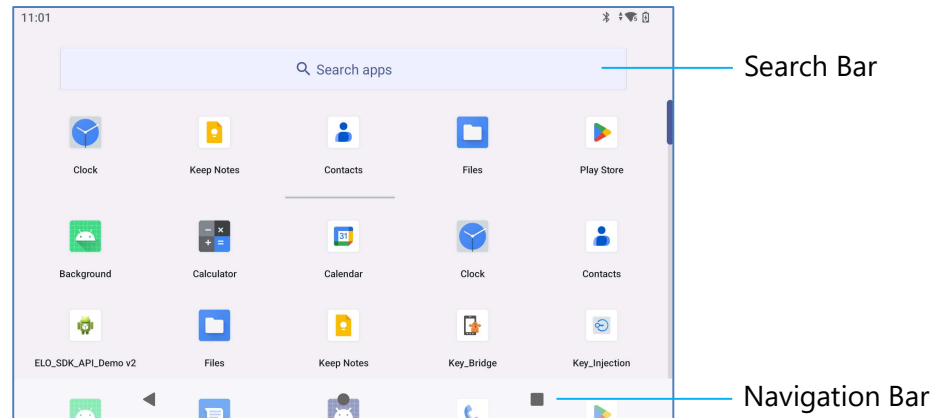 11:01
Search apps
Search Bar
Clock Keep Notes Contacts Files Play Store
31
Background Calculator Calendar Clock Contacts
ELO_SDK_API_Demo v2 Files Keep Notes Key_Bridge Key_Injection
Navigation Bar